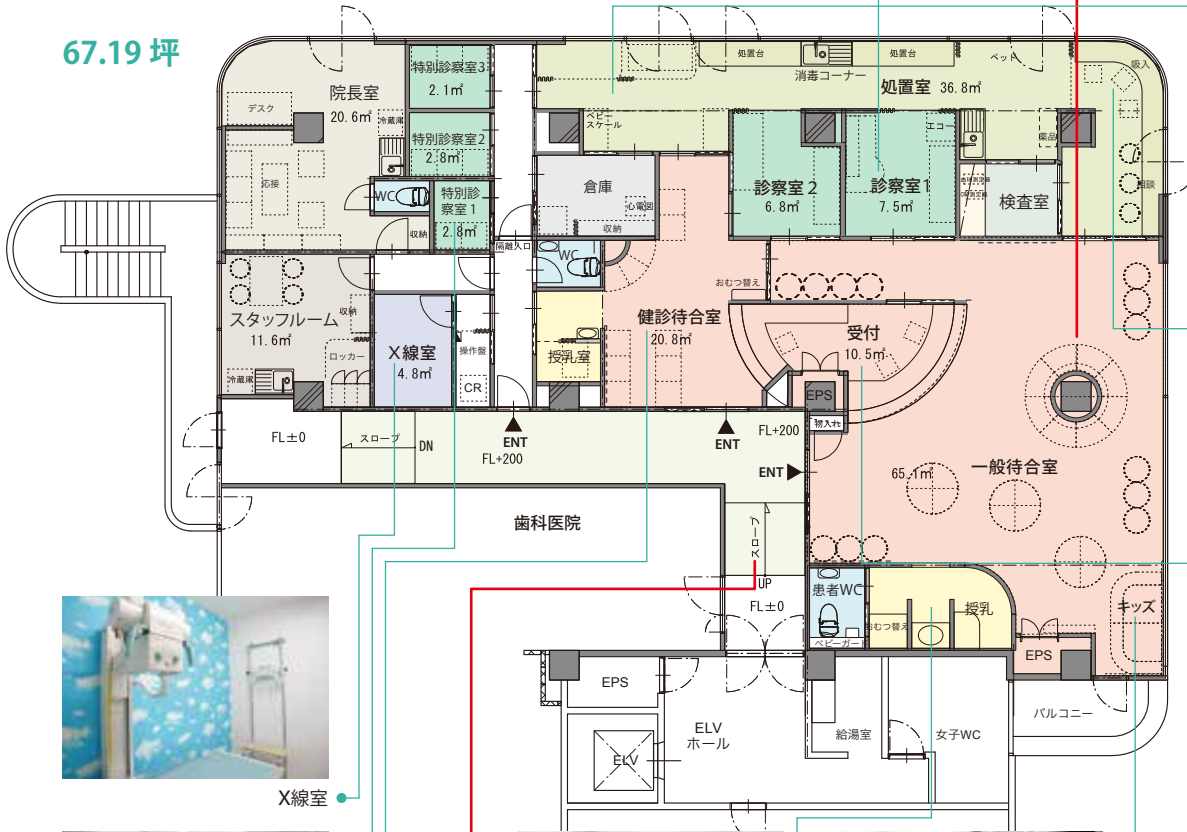 67.19 坪
院長室
20.6㎡
デスク
冷蔵庫
応接
WC
収納
特別診察室3
2.1㎡
特別診察室2
2.8㎡
特別診
察室 1
2.8㎡
隔離入口
処置台
消毒コーナー
処置台
ベッド
吸入
処置室 36.8㎡
ベビー
スケール
エコー
薬品
相談
倉庫
心電図
収納
診察室 2
6.8㎡
診察室1
7.5㎡
検査室
WC
おむつ替え
スタッフルーム
11.6㎡
収納
ロッカー
冷蔵庫
X線室
4.8㎡
操作盤
CR
授乳室
健診待合室
20.8㎡
受付
10.5㎡
EPS
物入れ
FL±0
スロープ
DN
FL+200
ENT
ENT
FL+200
ENT
65.1㎡
一般待合室
歯科医院
スロープ
UP
FL±0
患者WC
ベビーガード
おむつ替え
授乳
キッズ
EPS
EPS
ELV
ホール
ELV
給湯室
女子WC
バルコニー
X線室